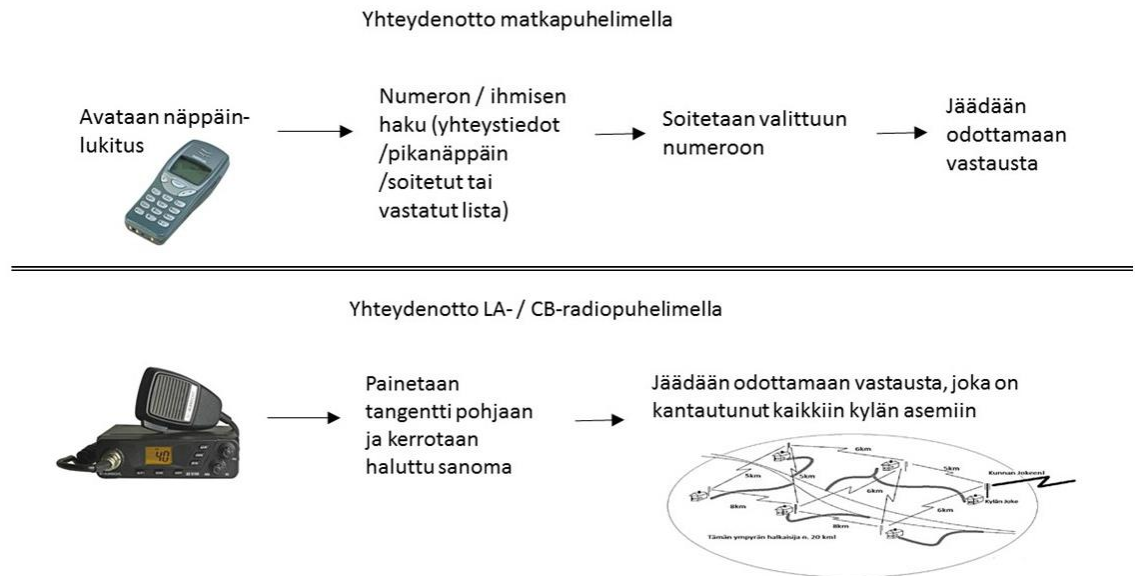 Yhteydenotto matkapuhelimella
Avataan näppäin-
lukitus
Numeron / ihmisen
haku (yhteystiedot
/pikanäppäin
/soitetut tai
vastatut lista)
Soitetaan valittuun
numeroon
Jäädään
odottamaan
vastausta
Yhteydenotto LA- / CB-radiopuhelimella
40
Painetaan
tangentti pohjaan
ja kerrotaan
haluttu sanoma
Jäädään odottamaan vastausta, joka on
kantautunut kaikkiin kylän asemiin
6km
5km
5km
5km
Kunnan Jokeen!
6km
8km
6km
Kylän Joke
8km
Tämän ympyrän halkaisija n. 20 km!